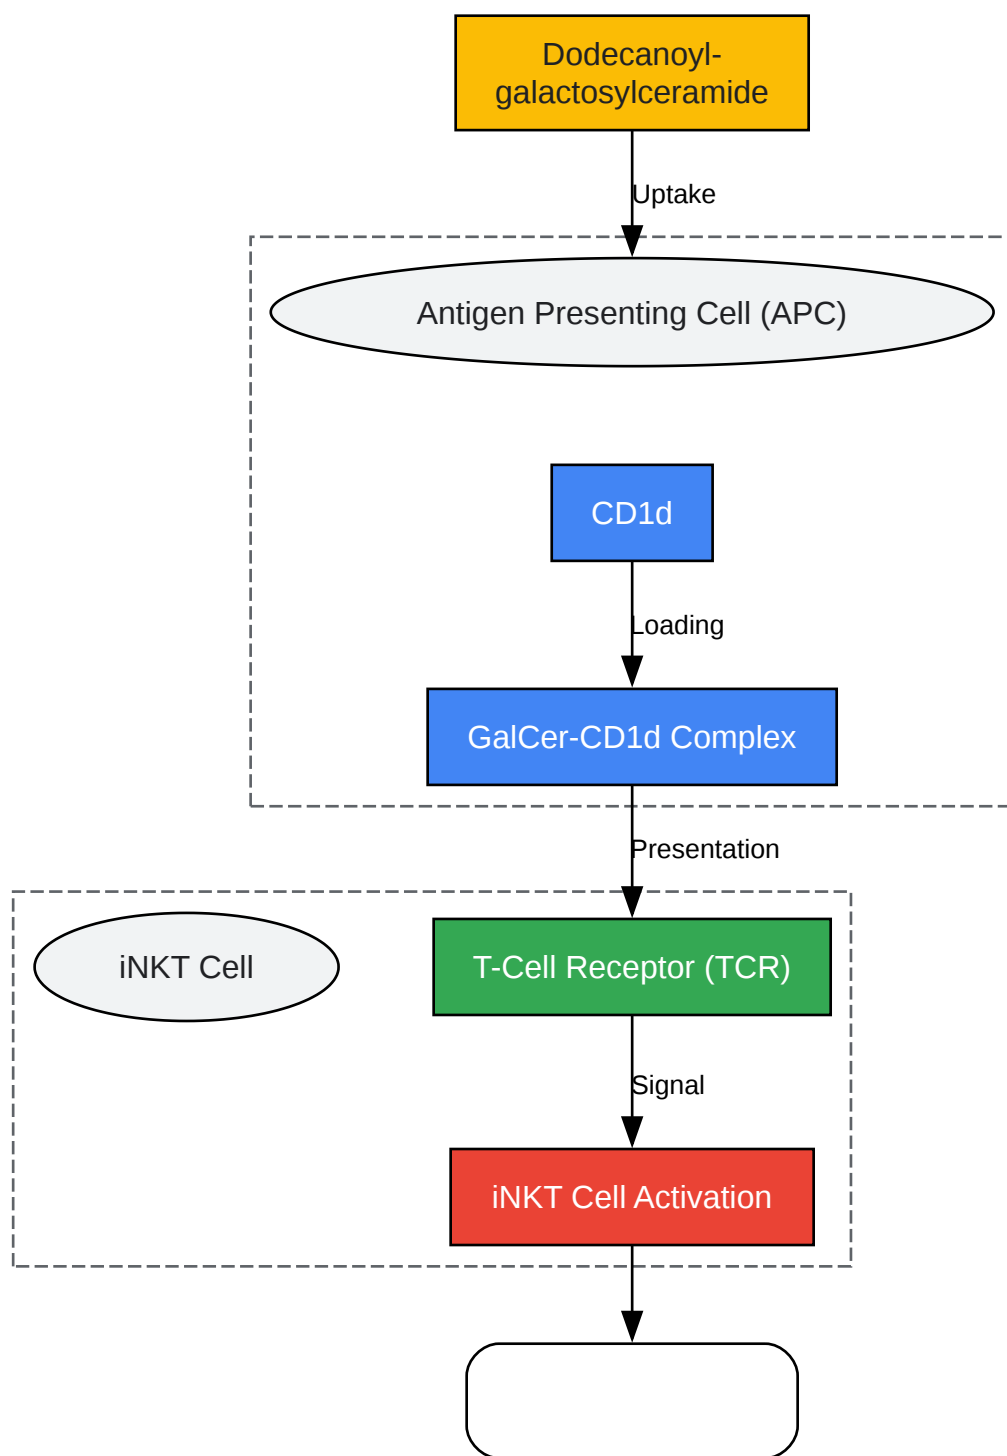 Dodecanoyl-
galactosylceramide
Uptake
Antigen Presenting Cell (APC)
CD1d
Loading
GalCer-CD1d Complex
Presentation
iNKT Cell
T-Cell Receptor (TCR)
Signal
iNKT Cell Activation